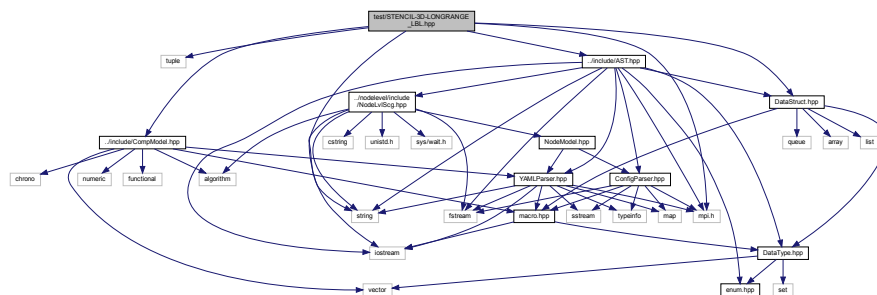 test/STENCIL-3D-LONGRANGE
_LBL.hpp
tuple
../include/AST.hpp
../nodelevel/include
/NodeLvlScg.hpp
DataStruct.hpp
../include/CompModel.hpp
cstring
unistd.h
sys/wait.h
NodeModel.hpp
queue
array
list
chrono
numeric
functional
algorithm
YAMLParser.hpp
ConfigParser.hpp
string
fstream
macro.hpp
sstream
typeinfo
map
mpi.h
iostream
DataType.hpp
vector
enum.hpp
set